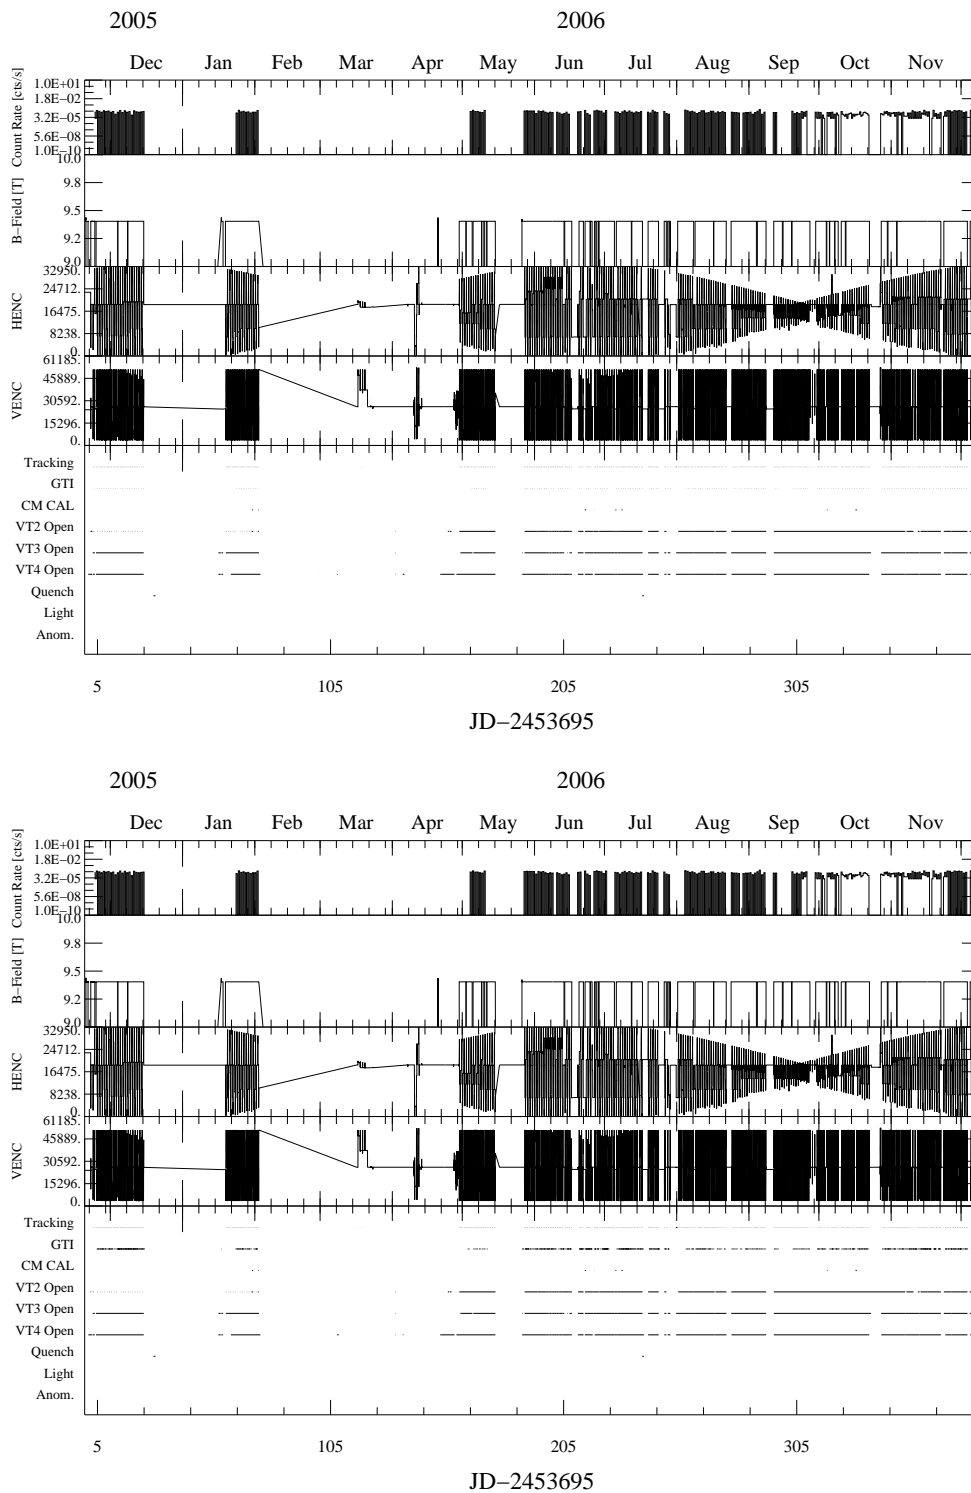 2005 2006
Dec Jan Feb Mar Apr May Jun Jul Aug Sep Oct Nov
Count Rate [cts/s]
1.0E+01
1.8E−02
3.2E−05
5.6E−08
1.0E−10
B−Field [T]
10.0
9.8
9.5
9.2
9.0
HENC
32950.
24712.
16475.
8238.
0.
VENC
61185.
45889.
30592.
15296.
0.
Tracking
GTI
CM CAL
VT2 Open
VT3 Open
VT4 Open
Quench
Light
Anom.
5 105 205 305
JD−2453695
2005 2006
Dec Jan Feb Mar Apr May Jun Jul Aug Sep Oct Nov
Count Rate [cts/s]
1.0E+01
1.8E−02
3.2E−05
5.6E−08
1.0E−10
B−Field [T]
10.0
9.8
9.5
9.2
9.0
HENC
32950.
24712.
16475.
8238.
0.
VENC
61185.
45889.
30592.
15296.
0.
Tracking
GTI
CM CAL
VT2 Open
VT3 Open
VT4 Open
Quench
Light
Anom.
5 105 205 305
JD−2453695